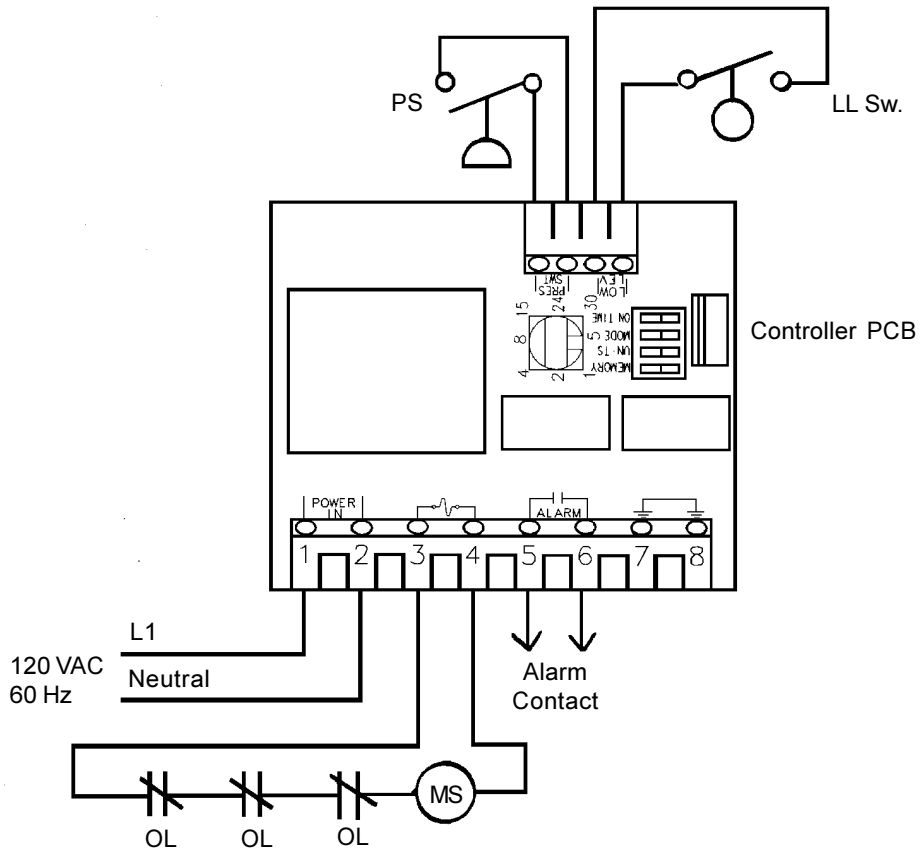 PS
LL Sw.
PRES
SWT
LOW
LEV
15
24
30
8
5
4
2
1
ON TIME
MODE
UN-TS
MEMORY
Controller PCB
POWER
IN
ALARM
1 2 3 4 5 6 7 8
L1
120 VAC
60 Hz
Neutral
Alarm
Contact
MS
OL OL OL